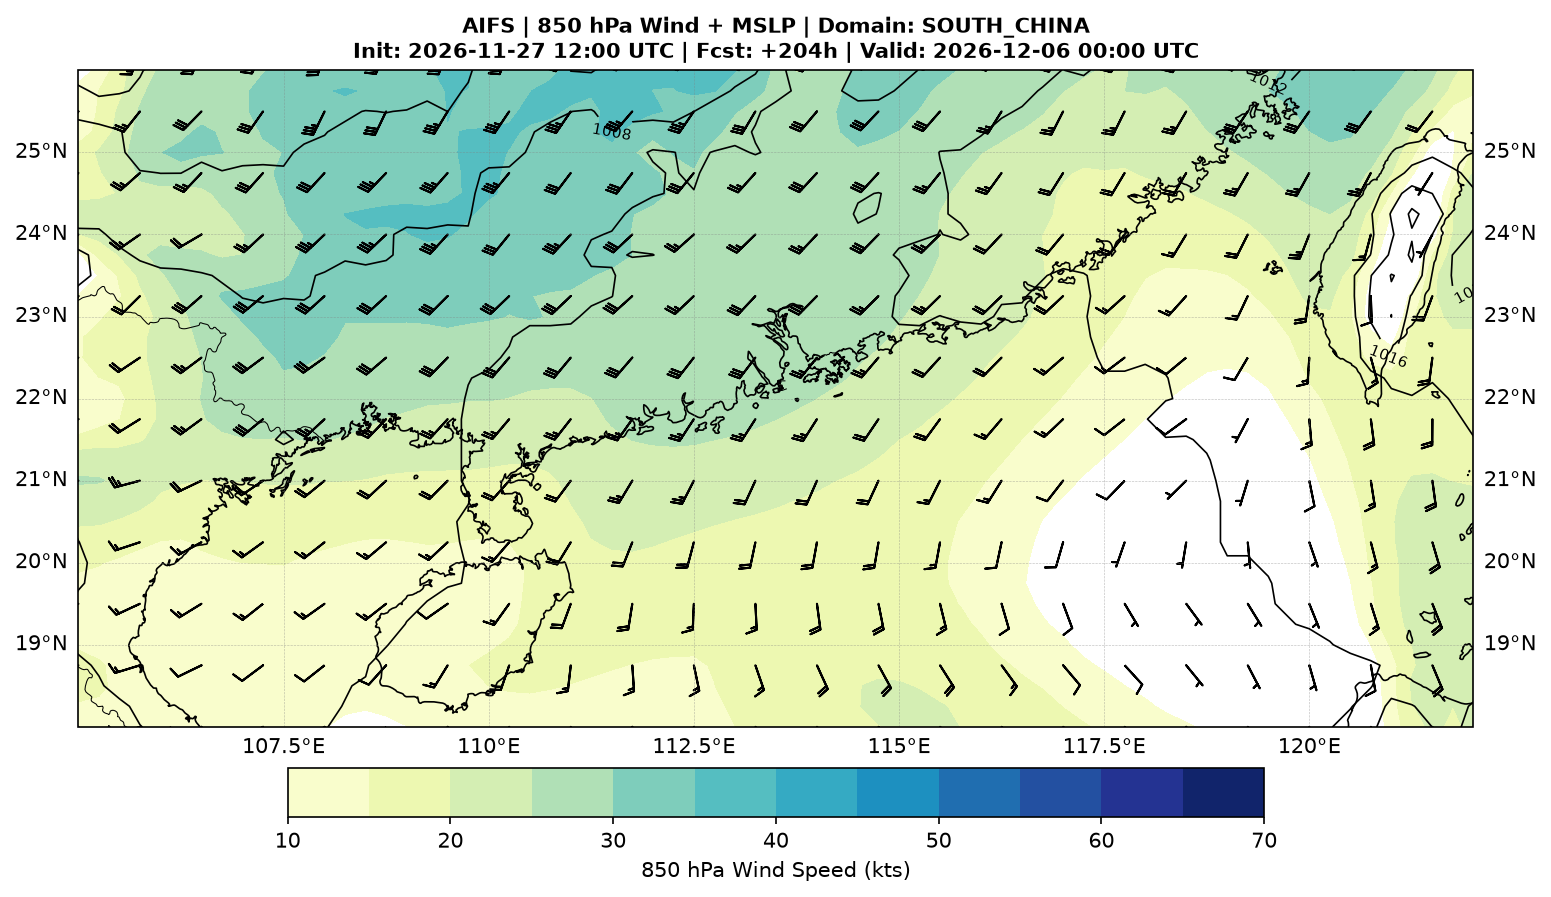 AIFS | 850 hPa Wind + MSLP | Domain: SOUTH_CHINA
Init: 2026-11-27 12:00 UTC | Fcst: +204h | Valid: 2026-12-06 00:00 UTC
1012
1008
25°N 25°N
24°N 24°N
10
23°N 23°N
1016
22°N 22°N
21°N 21°N
20°N 20°N
19°N 19°N
107.5°E 110°E 112.5°E 115°E 117.5°E 120°E
10 20 30 40 50 60 70
850 hPa Wind Speed (kts)